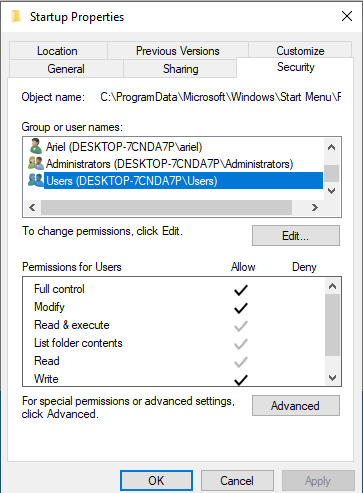 Startup Properties
Location Previous Versions Customize
General Sharing Security
Object name: C:\ProgramData\Microsoft\Windows\Start Menu\F
Group or user names:
Ariel (DESKTOP-7CNDA7P\ariel)
Administrators (DESKTOP-7CNDA7P\Administrators)
Users (DESKTOP-7CNDA7P\Users)
To change permissions, click Edit.
Edit...
Permissions for Users Allow Deny
Full control
Modify
Read & execute
List folder contents
Read
Write
For special permissions or advanced settings,
click Advanced.
Advanced
OK Cancel Apply